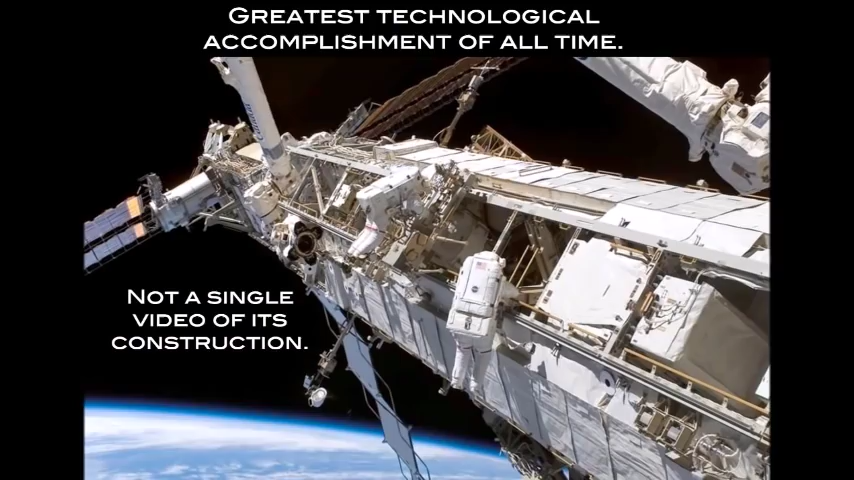 Greatest technological
accomplishment of all time.
Not a single
video of its
construction.